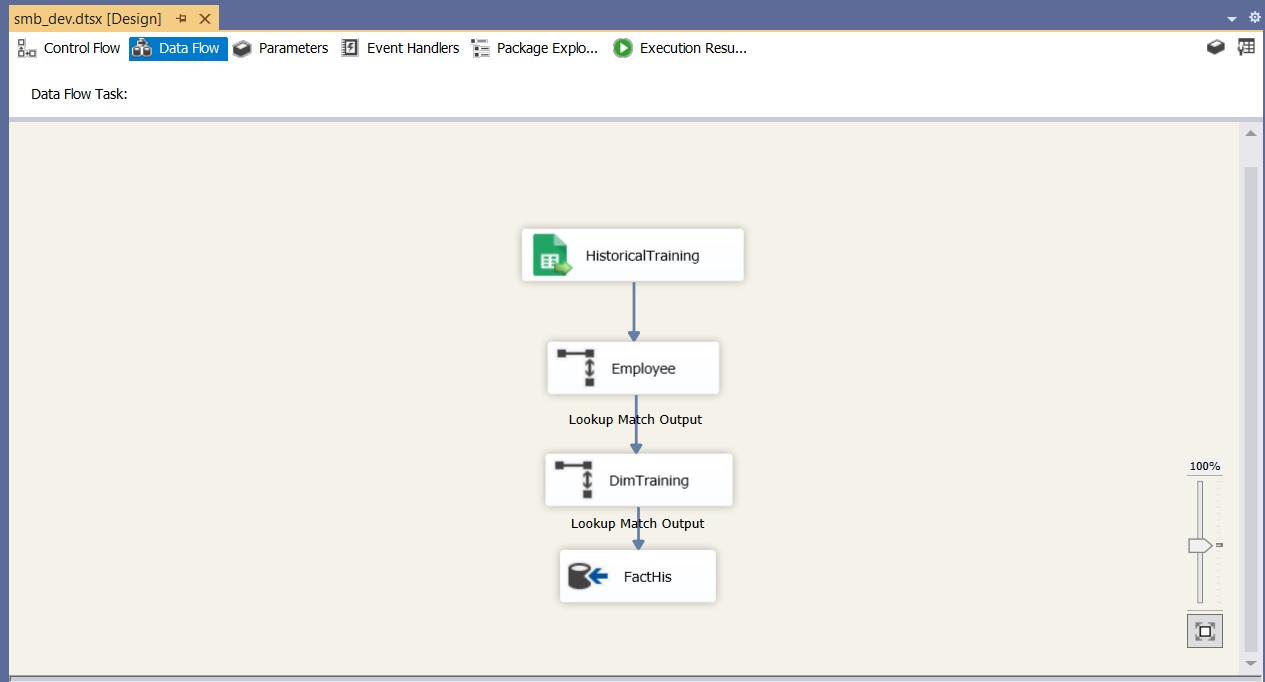 smb_dev.dtsx [Design]
Control Flow Data Flow Parameters Event Handlers Package Explo... Execution Resu...
Data Flow Task:
HistoricalTraining
Employee
Lookup Match Output
100%
DimTraining
Lookup Match Output
FactHis